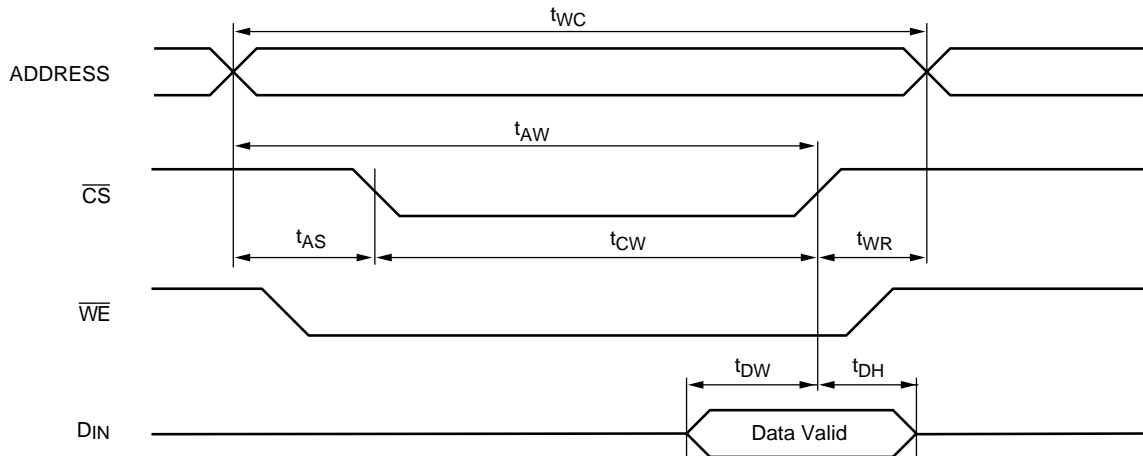 tWC
ADDRESS
tAW
CS
tAS tCW tWR
WE
tDW tDH
DIN Data Valid